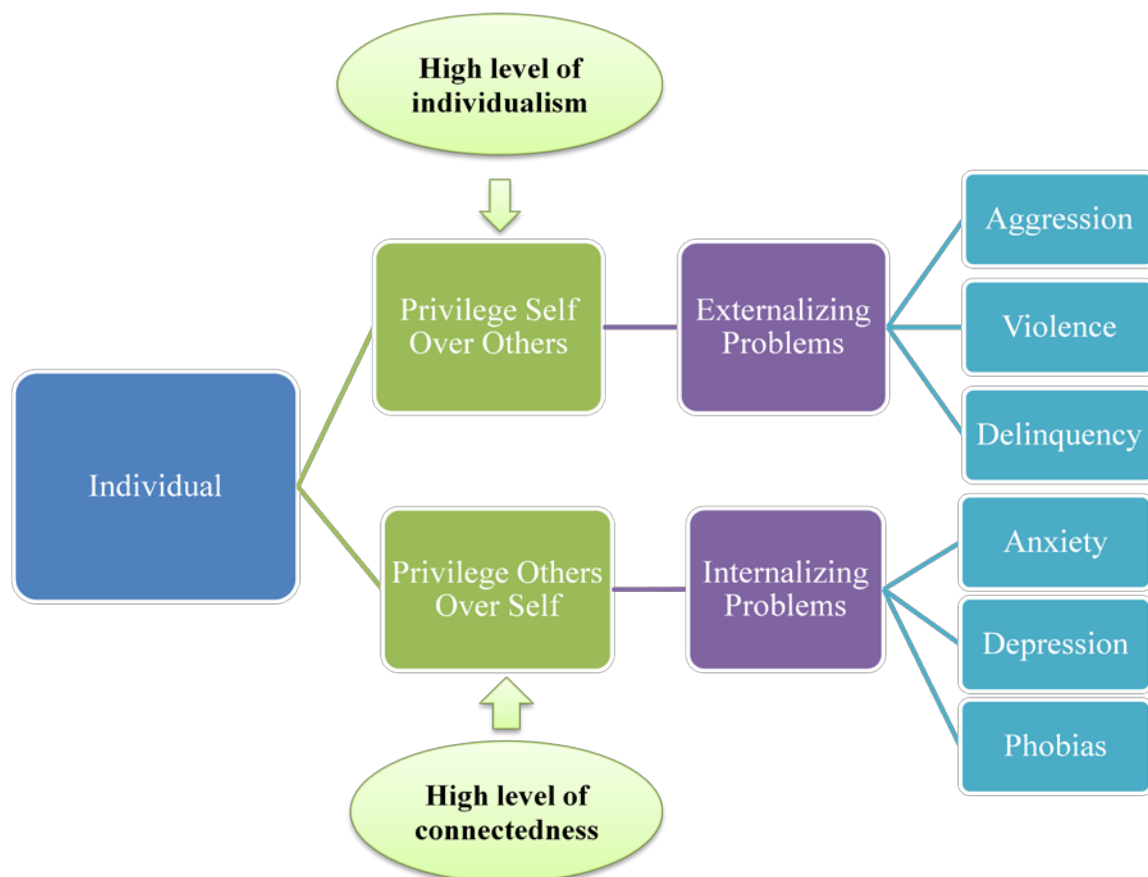 High level of
individualism
Individual
Privilege Self
Over Others
Externalizing
Problems
Aggression
Violence
Delinquency
Privilege Others
Over Self
Internalizing
Problems
Anxiety
Depression
Phobias
High level of
connectedness